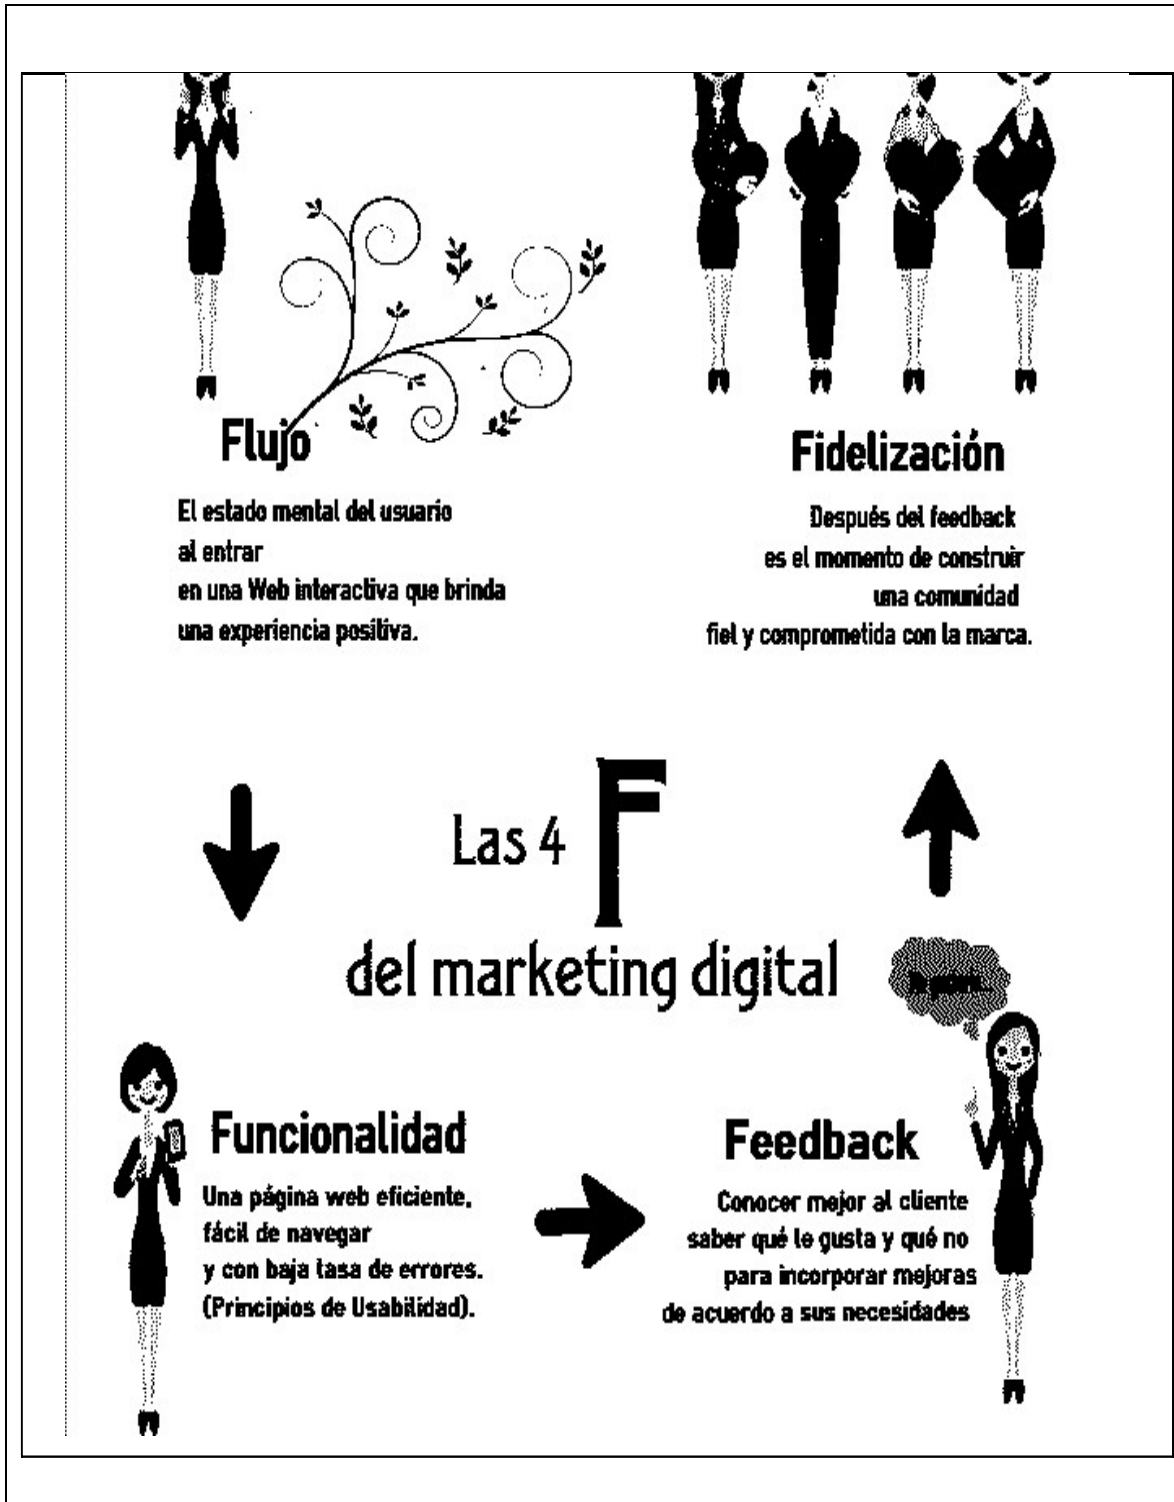 Flujo
El estado mental del usuario
al entrar
en una Web interactiva que brinda
una experiencia positiva.
Fidelización
Después del feedback
es el momento de construir
una comunidad
fiel y comprometida con la marca.
Las 4 F
del marketing digital
Funcionalidad
Una página web eficiente,
fácil de navegar
y con baja tasa de errores.
(Principios de Usabilidad).
Feedback
Conocer mejor al cliente
saber qué le gusta y qué no
para incorporar mejoras
de acuerdo a sus necesidades